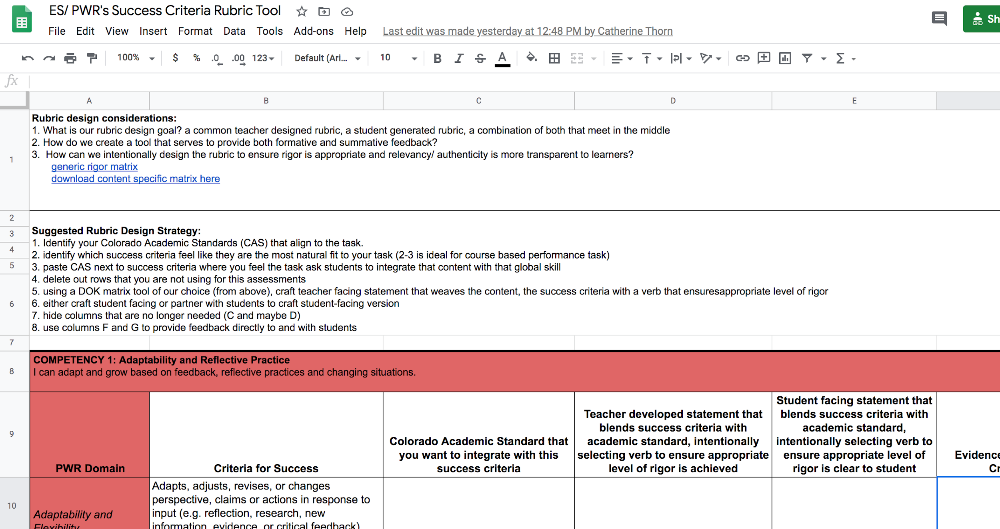 ES/ PWR's Success Criteria Rubric Tool
File Edit View Insert Format Data Tools Add-ons Help Last edit was made yesterday at 12:48 PM by Catherine Thorn
Sh
100% $ % .0 .00 123 Default (Ari... 10 B I S A
fx
A B C D E
1
Rubric design considerations:
1. What is our rubric design goal? a common teacher designed rubric, a student generated rubric, a combination of both that meet in the middle
2. How do we create a tool that serves to provide both formative and summative feedback?
3. How can we intentionally design the rubric to ensure rigor is appropriate and relevancy/ authenticity is more transparent to learners?
generic rigor matrix
download content specific matrix here
2
3
4
5
6
Suggested Rubric Design Strategy:
1. Identify your Colorado Academic Standards (CAS) that align to the task.
2. identify which success criteria feel like they are the most natural fit to your task (2-3 is ideal for course based performance task)
3. paste CAS next to success criteria where you feel the task ask students to integrate that content with that global skill
4. delete out rows that you are not using for this assessments
5. using a DOK matrix tool of our choice (from above), craft teacher facing statement that weaves the content, the success criteria with a verb that ensuresappropriate level of rigor
6. either craft student facing or partner with students to craft student-facing version
7. hide columns that are no longer needed (C and maybe D)
8. use columns F and G to provide feedback directly to and with students
7
8
COMPETENCY 1: Adaptability and Reflective Practice
I can adapt and grow based on feedback, reflective practices and changing situations.
9
PWR Domain
Criteria for Success
Colorado Academic Standard that
you want to integrate with this
success criteria
Teacher developed statement that
blends success criteria with
academic standard, intentionally
selecting verb to ensure appropriate
level of rigor is achieved
Student facing statement that
blends success criteria with
academic standard,
intentionally selecting verb to
ensure appropriate level of
rigor is clear to student
Evidence
Cr
10
Adaptability and
Flexibility
Adapts, adjusts, revises, or changes
perspective, claims or actions in response to
input (e.g. reflection, research, new
information, evidence, or critical feedback)